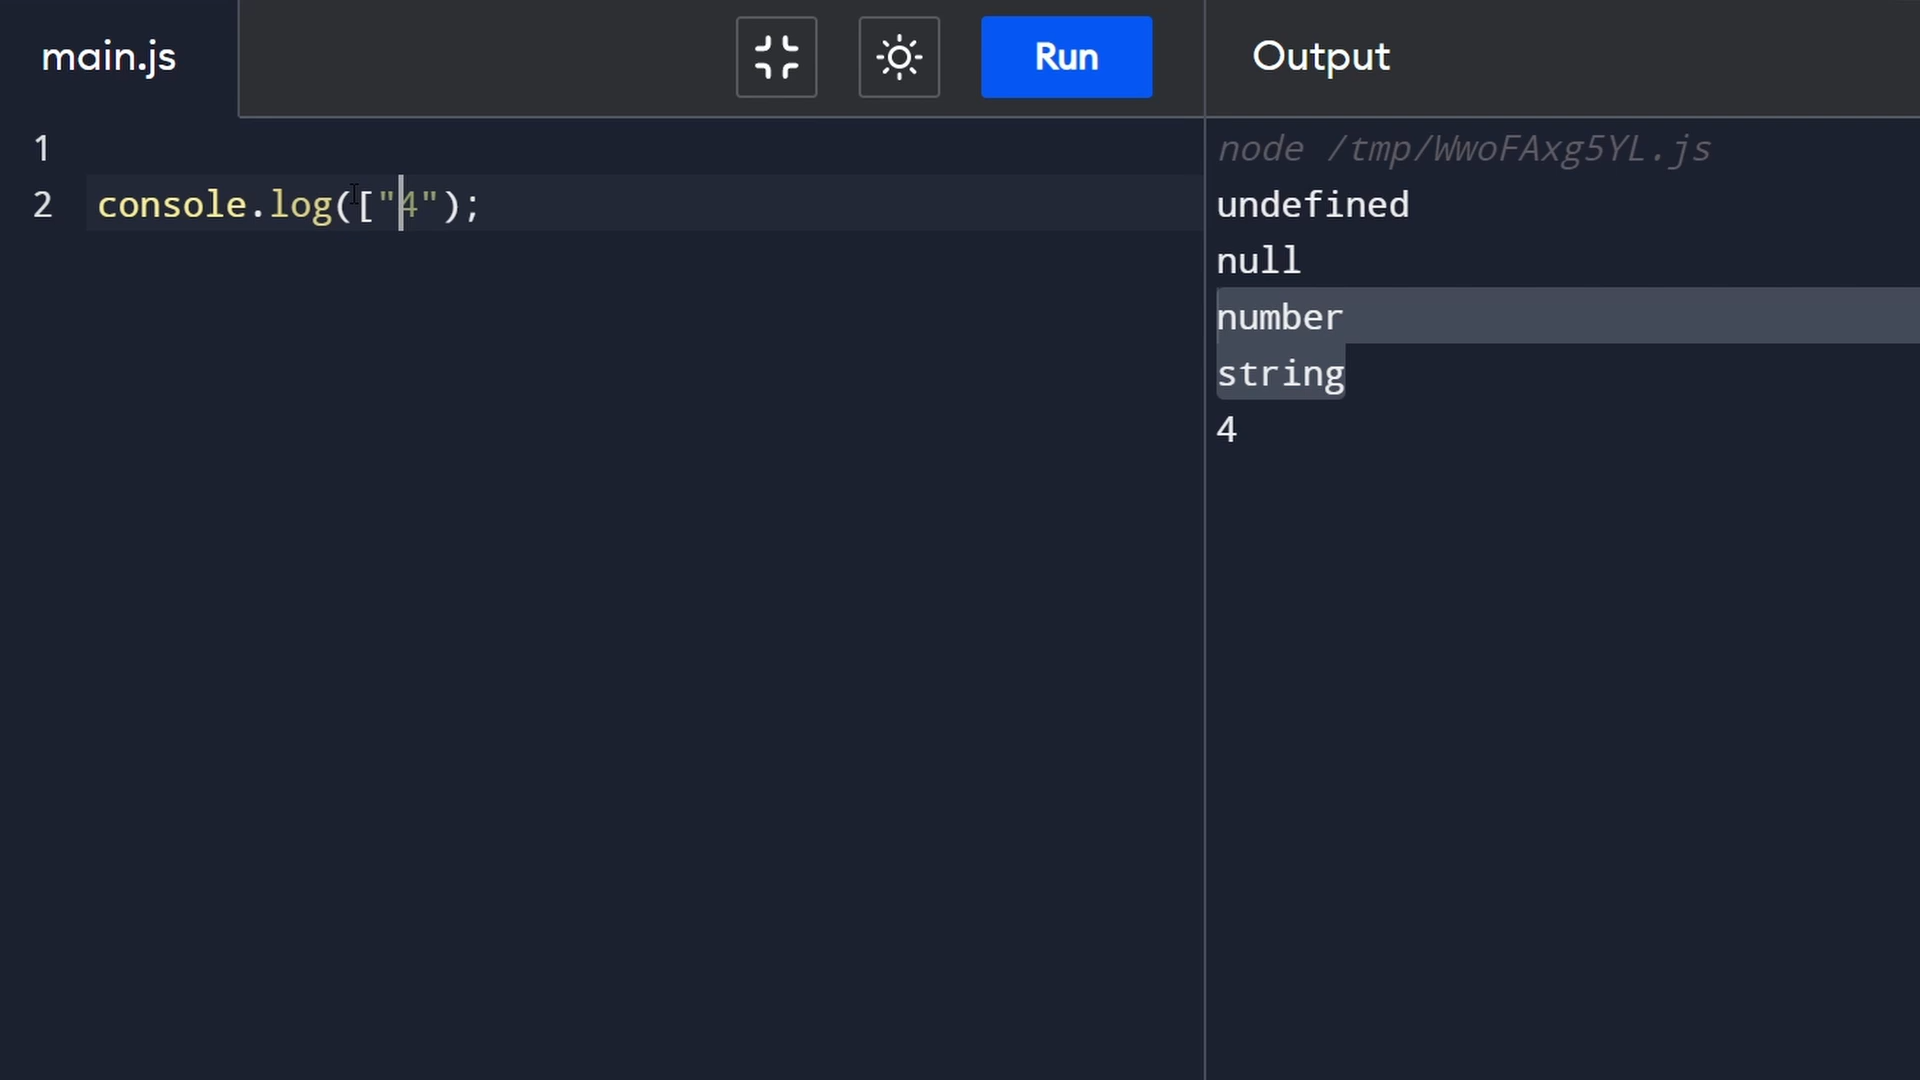 main.js
Run
Output
1
2 console.log(["4");
node /tmp/WwoFAxg5YL.js
undefined
null
number
string
4